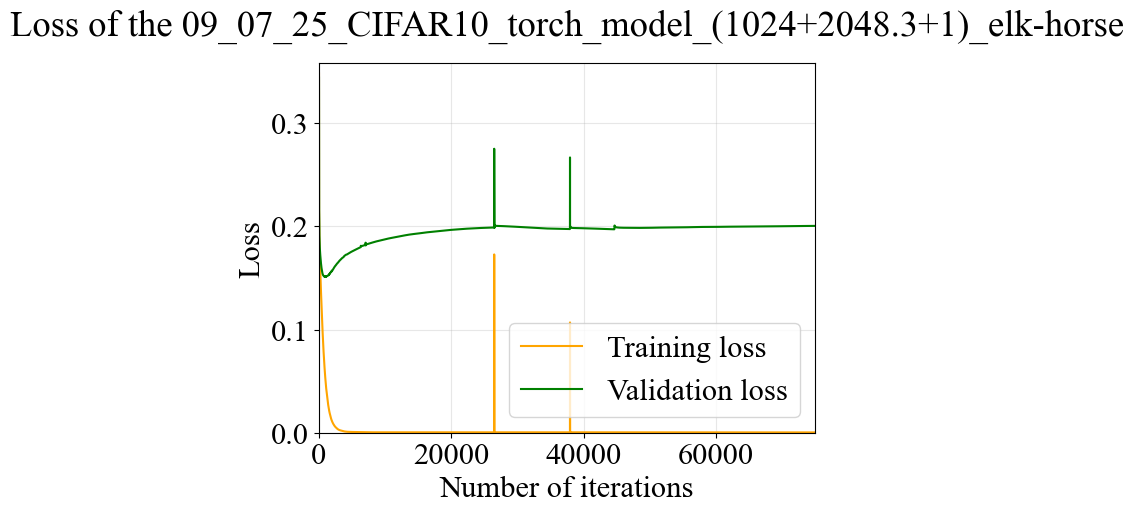 Loss of the 09_07_25_CIFAR10_torch_model_(1024+2048.3+1)_elk-horse
0.3
0.2
0.1
0.0
Loss
Training loss
Validation loss
0 20000 40000 60000
Number of iterations